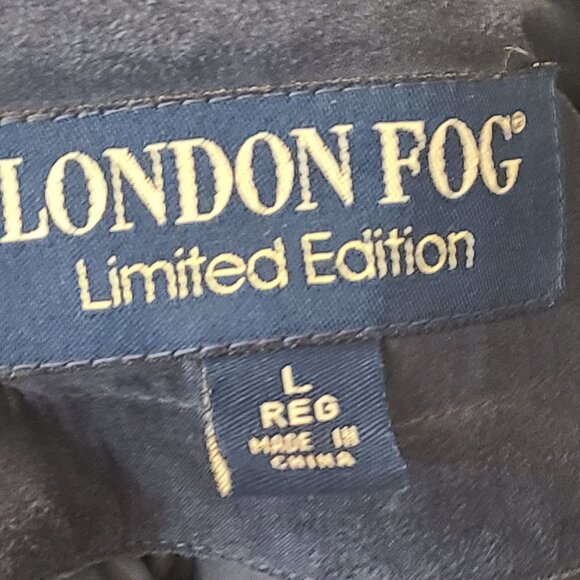 LONDON FOG®
Limited Edition
L
REG
MADE IN
CHINA